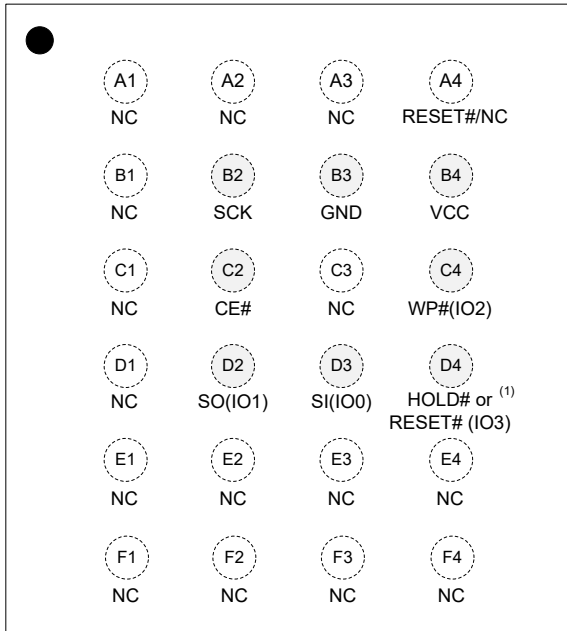 A1 A2 A3 A4
NC NC NC RESET#/NC
B1 B2 B3 B4
NC SCK GND VCC
C1 C2 C3 C4
NC CE# NC WP#(IO2)
D1 D2 D3 D4
NC SO(IO1) SI(IO0) HOLD# or (1)
RESET# (IO3)
E1 E2 E3 E4
NC NC NC NC
F1 F2 F3 F4
NC NC NC NC